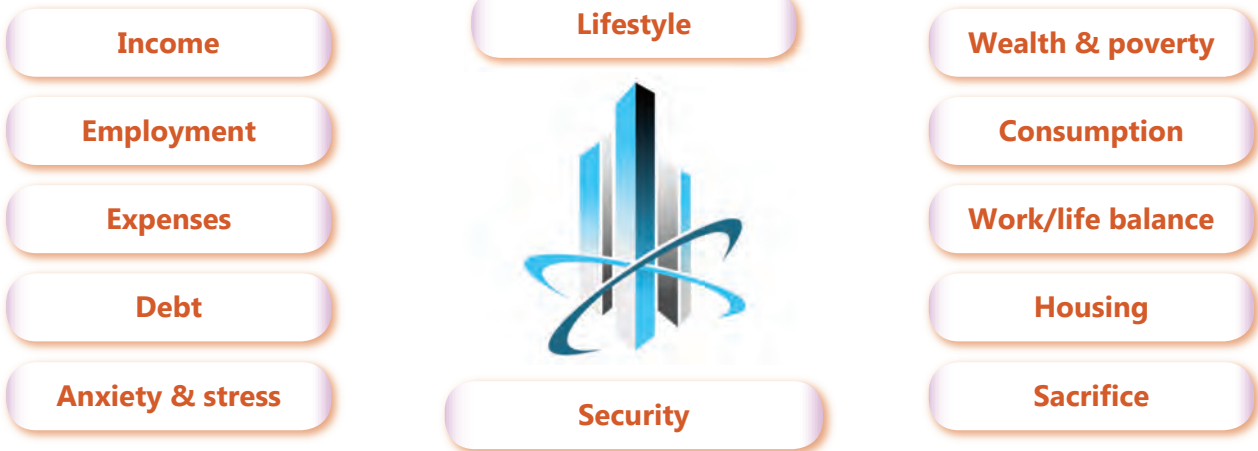 Income
Employment
Expenses
Debt
Anxiety & stress
Lifestyle
Security
Wealth & poverty
Consumption
Work/life balance
Housing
Sacrifice